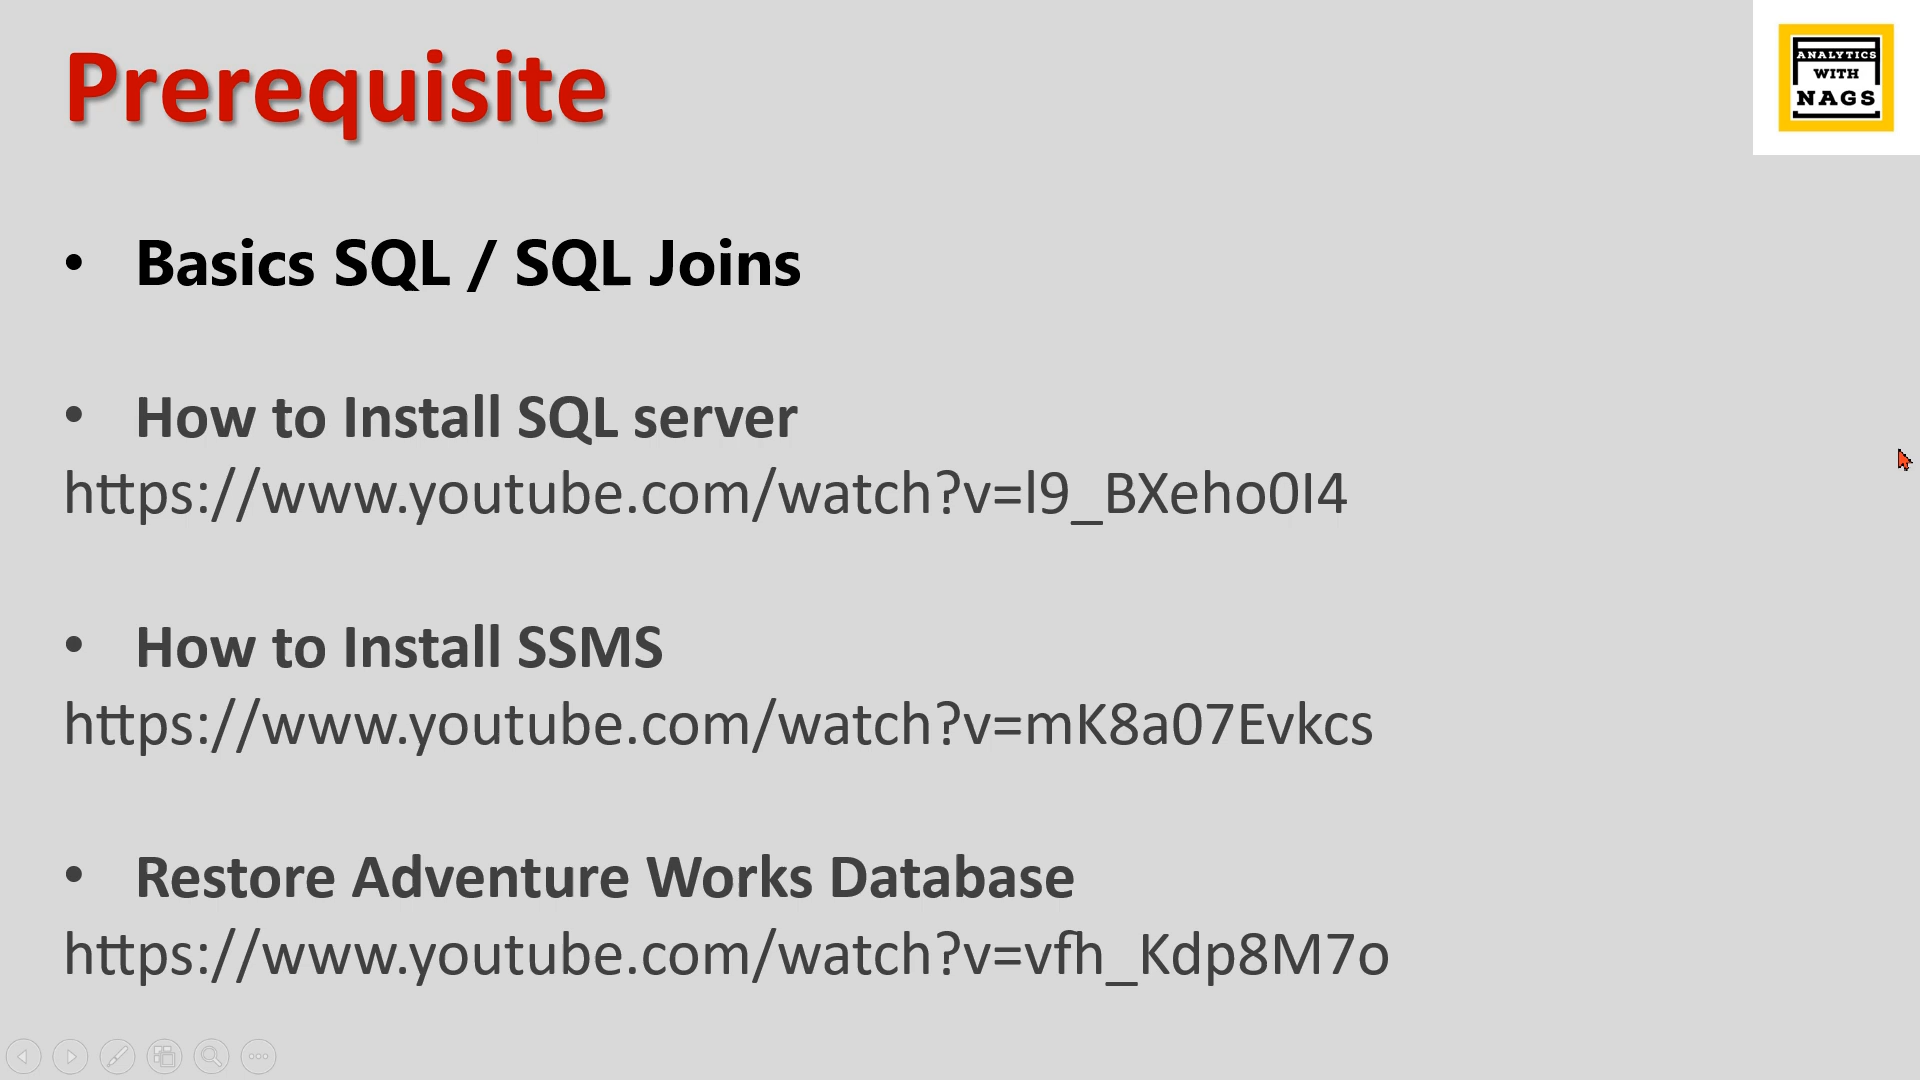 Prerequisite
ANALYTICS
WITH
NAGS
• Basics SQL / SQL Joins
• How to Install SQL server
https://www.youtube.com/watch?v=l9_BXeho0I4
• How to Install SSMS
https://www.youtube.com/watch?v=mK8a07Evkcs
• Restore Adventure Works Database
https://www.youtube.com/watch?v=vfh_Kdp8M7o